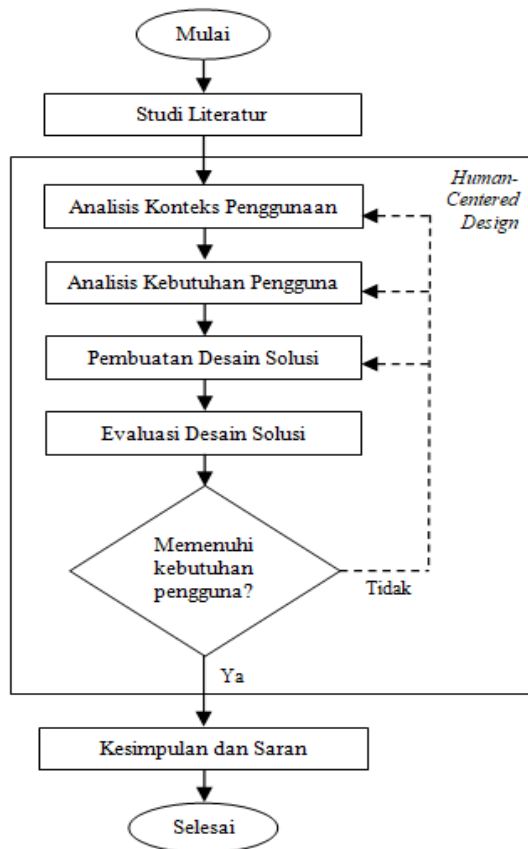 Mulai
Studi Literatur
Human-
Centered
Design
Analisis Konteks Penggunaan
Analisis Kebutuhan Pengguna
Pembuatan Desain Solusi
Evaluasi Desain Solusi
Memenuhi
kebutuhan
pengguna?
Tidak
Ya
Kesimpulan dan Saran
Selesai